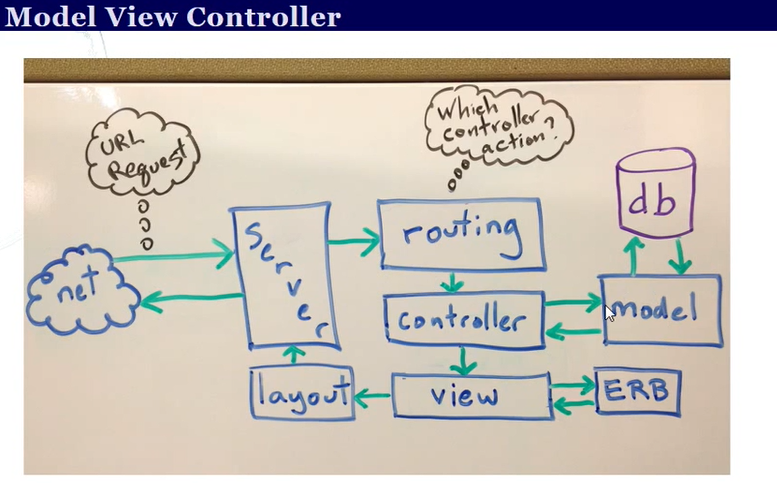 Model View Controller
URL
Request
Which
controller
action?
db
Server
routing
net
controller
model
layout
view
ERB